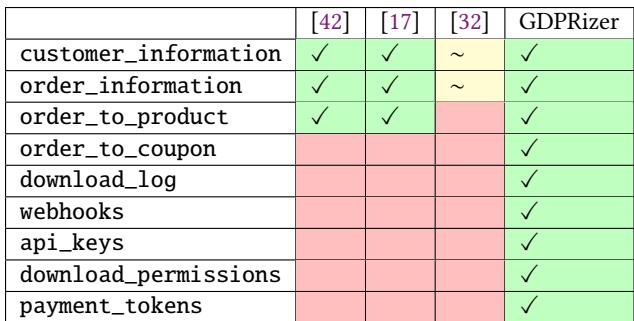 [42] [17] [32] GDPRizer
customer_information ✓ ✓ ~ ✓
order_information ✓ ✓ ~ ✓
order_to_product ✓ ✓ ✓
order_to_coupon ✓
download_log ✓
webhooks ✓
api_keys ✓
download_permissions ✓
payment_tokens ✓